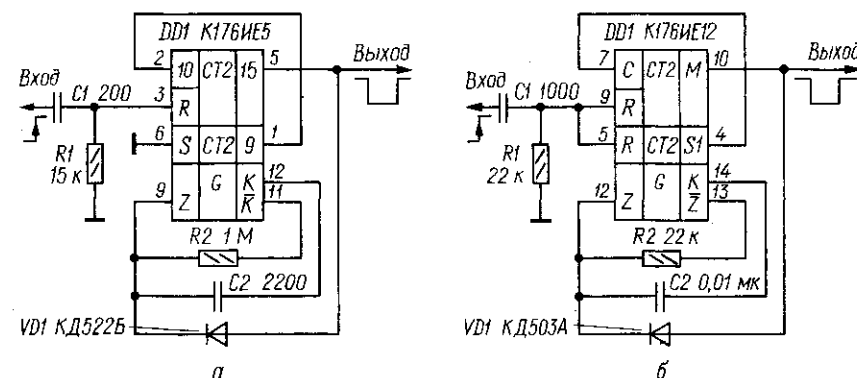 DD1 К176ИЕ5
2 10 CT2 15 5
Выход
Вход
C1 200
3 R
6 S CT2 9 1
R1
15 к
9 Z G K 12
K̅ 11
R2 1 М
C2 2200
VD1 КД522Б
а
DD1 К176ИЕ12
7 C CT2 M 10
Выход
Вход
C1 1000
9 R
5 R CT2 S1 4
R1
22 к
12 Z G K 14
Z̅ 13
R2 22 к
C2 0,01 мк
VD1 КД503А
б